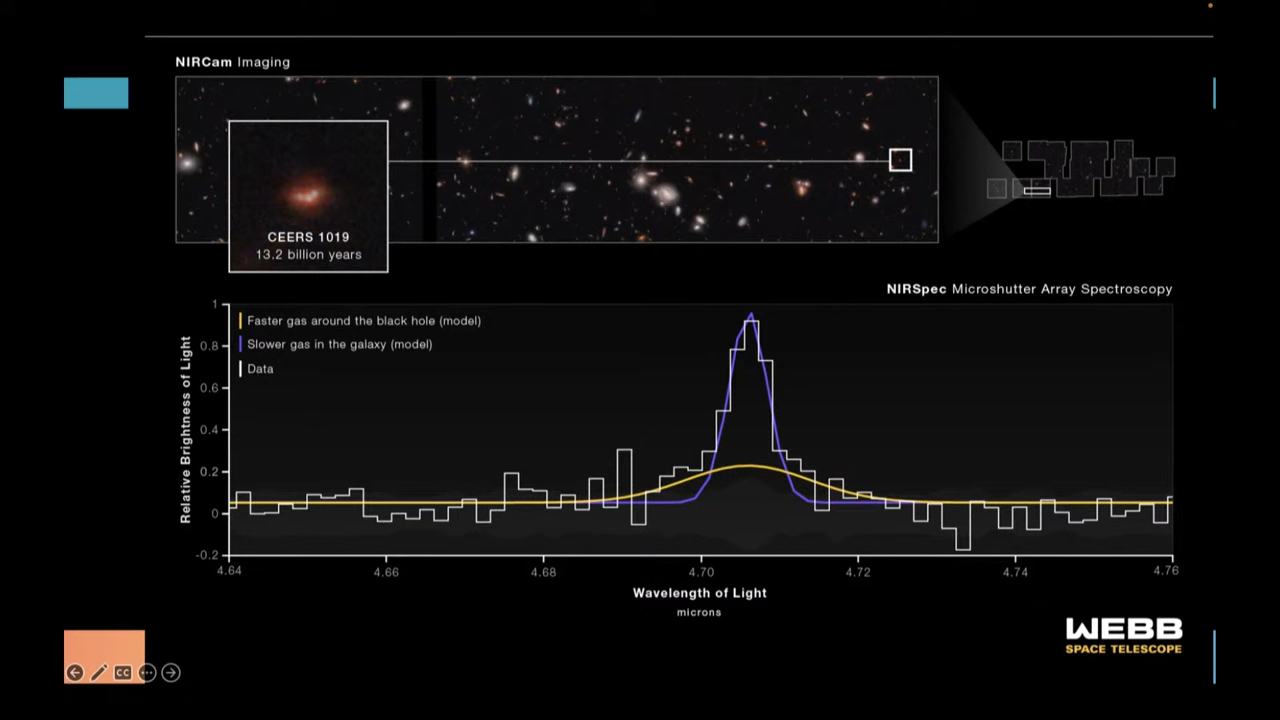 NIRCam Imaging
CEERS 1019
13.2 billion years
NIRSpec Microshutter Array Spectroscopy
Relative Brightness of Light
1
0.8
0.6
0.4
0.2
0
-0.2
Faster gas around the black hole (model)
Slower gas in the galaxy (model)
Data
4.64 4.66 4.68 4.70 4.72 4.74 4.76
Wavelength of Light
microns
WEBB
SPACE TELESCOPE
CC